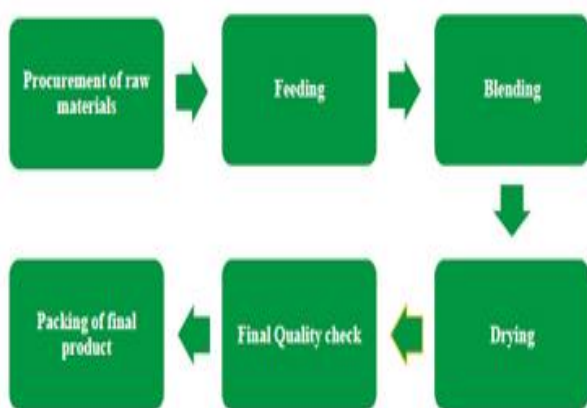 Procurement of raw
materials
Feeding
Blending
Drying
Final Quality check
Packing of final
product